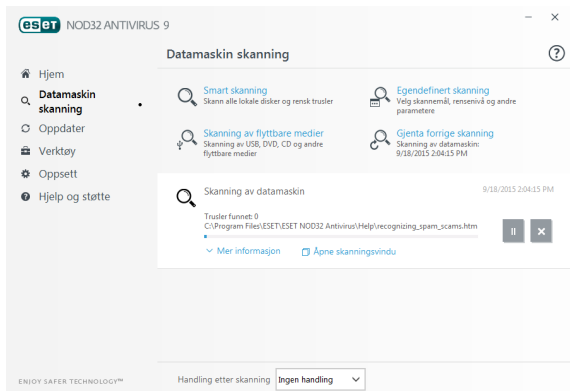 eset NOD32 ANTIVIRUS 9
Datamaskin skanning
Hjem
Datamaskin
skanning
Oppdater
Verktøy
Oppsett
Hjelp og støtte
Smart skanning
Skann alle lokale disker og rensk trusler
Egendefinert skanning
Velg skannemål, rensenivå og andre
parametere
Skanning av flyttbare medier
Skanning av USB, DVD, CD og andre
flyttbare medier
Gjenta forrige skanning
Skanning av datamaskin:
9/18/2015 2:04:15 PM
Skanning av datamaskin
9/18/2015 2:04:15 PM
Trusler funnet: 0
C:\Program Files\ESET\ESET NOD32 Antivirus\Help\recognizing_spam_scams.htm
Mer informasjon
Åpne skanningsvindu
Handling etter skanning Ingen handling
ENJOY SAFER TECHNOLOGY™